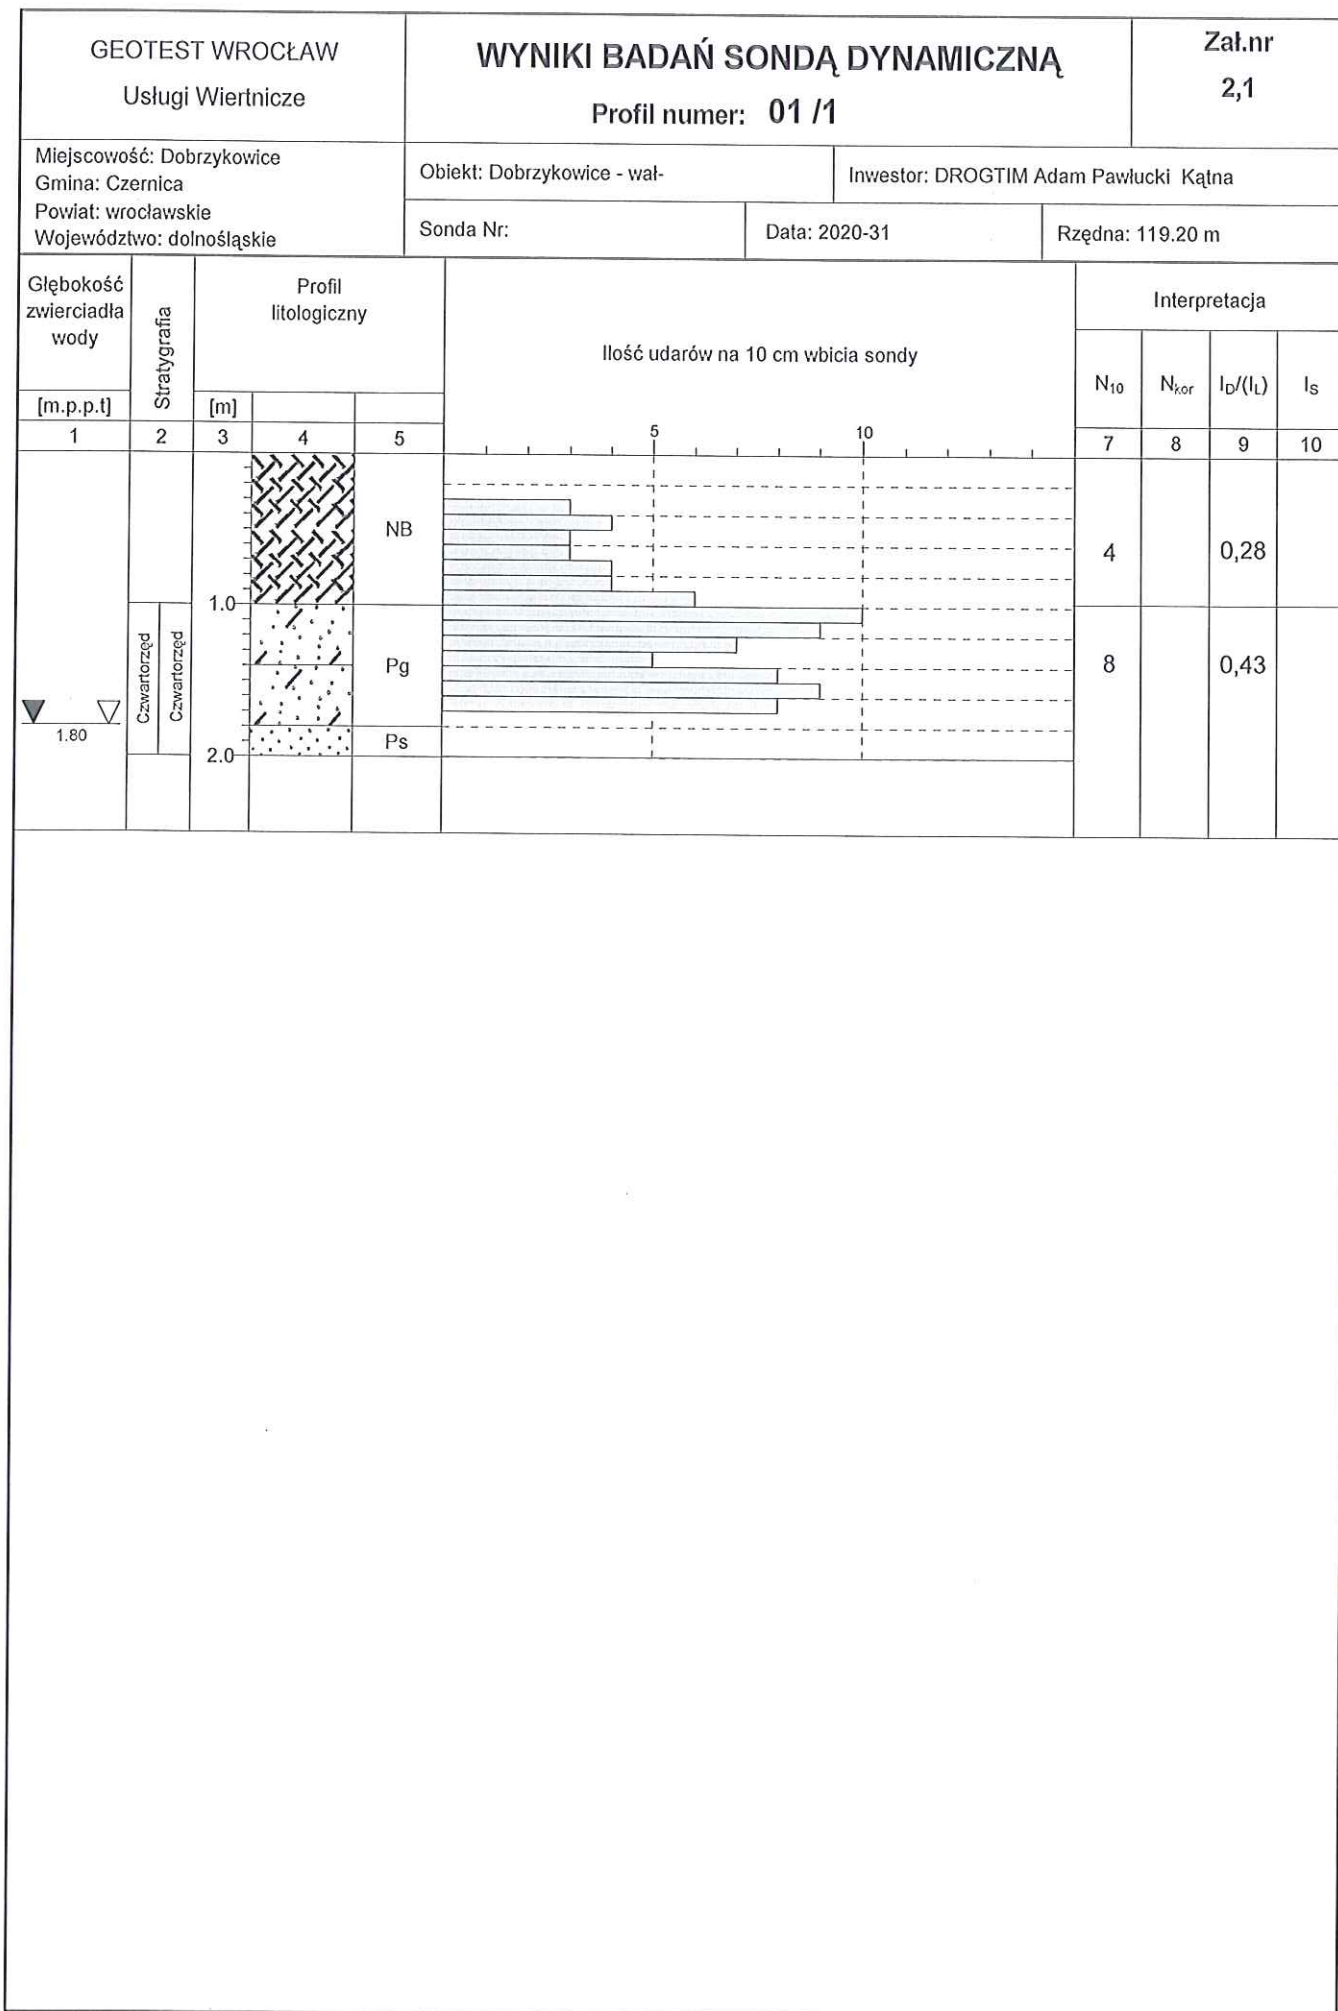 GEOTEST WROCŁAW
Usługi Wiertnicze
WYNIKI BADAŃ SONDĄ DYNAMICZNĄ
Profil numer: 01 /1
Zał.nr
2,1
Miejscowość: Dobrzykowice
Gmina: Czernica
Powiat: wrocławskie
Województwo: dolnośląskie
Obiekt: Dobrzykowice - wał-
Inwestor: DROGTIM Adam Pawłucki Kątna
Sonda Nr:
Data: 2020-31
Rzędna: 119.20 m
Głębokość
zwierciadła
wody
[m.p.p.t]
Stratygrafia
Profil
litologiczny
[m]
Ilość udarów na 10 cm wbicia sondy
Interpretacja
N10
Nkor
ID/(IL)
IS
1
2
3
4
5
5
10
7
8
9
10
NB
4
0,28
1.0
Czwartorzęd
Czwartorzęd
Pg
8
0,43
1.80
Ps
2.0